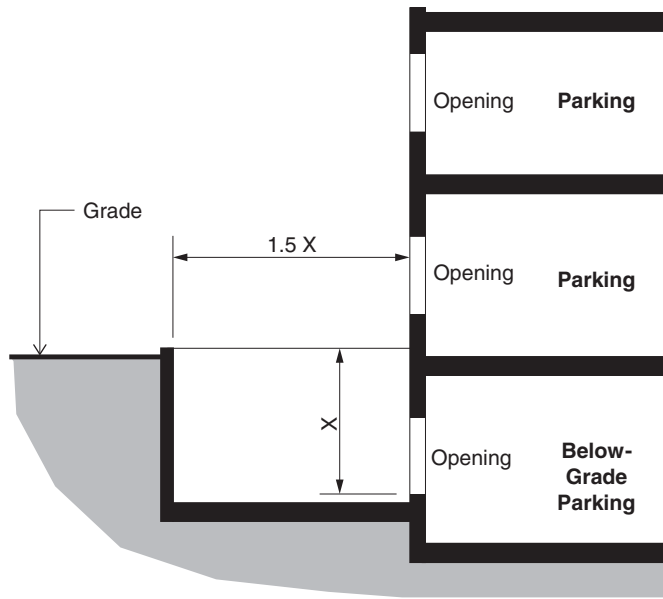 Opening Parking
Grade
1.5 X
Opening Parking
X
Opening
Below-
Grade
Parking